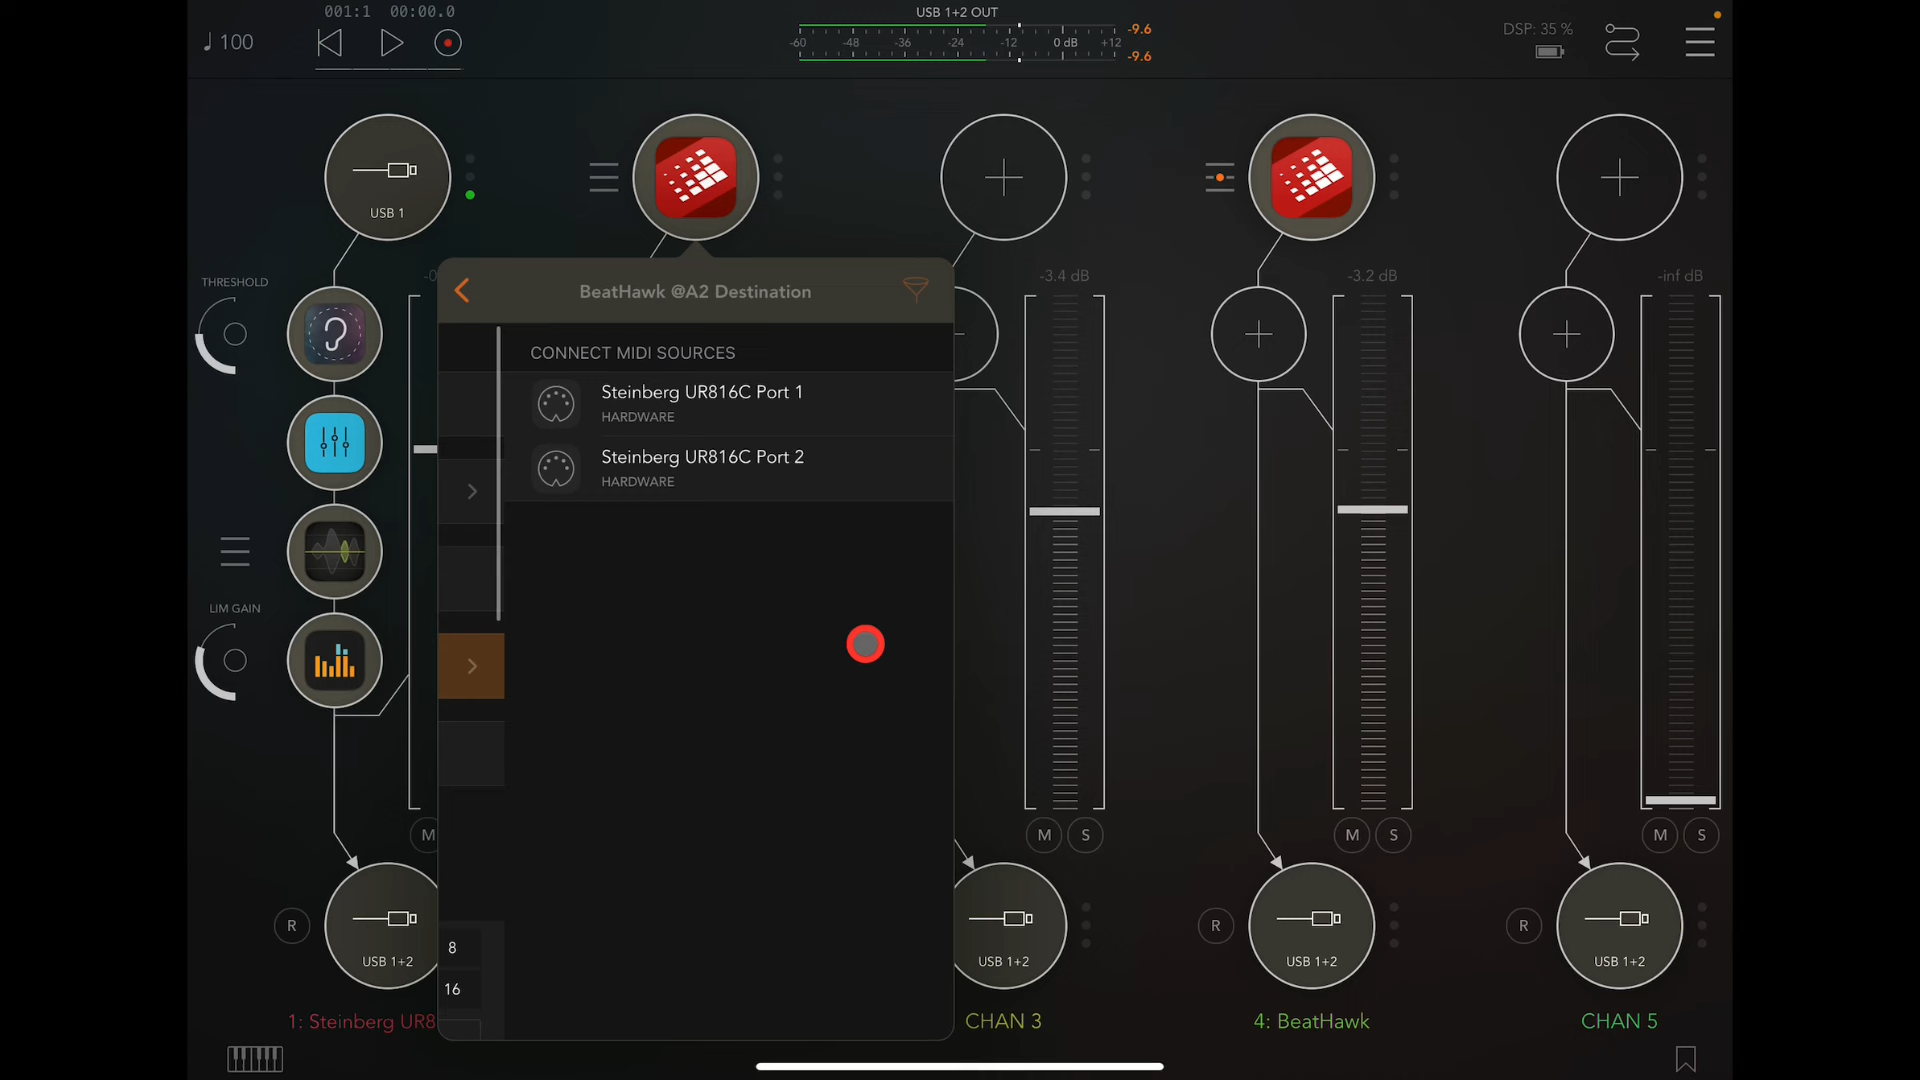 001:1 00:00.0
♩ 100
USB 1+2 OUT
-60 -48 -36 -24 -12 0 dB +12
-9.6
-9.6
DSP: 35 %
USB 1
THRESHOLD
LIM GAIN
-0
BeatHawk @A2 Destination
CONNECT MIDI SOURCES
Steinberg UR816C Port 1
HARDWARE
Steinberg UR816C Port 2
HARDWARE
8
16
-3.4 dB
-3.2 dB
-inf dB
M
M S
M S
M S
R
USB 1+2
USB 1+2
R
USB 1+2
R
USB 1+2
1: Steinberg UR8
CHAN 3
4: BeatHawk
CHAN 5